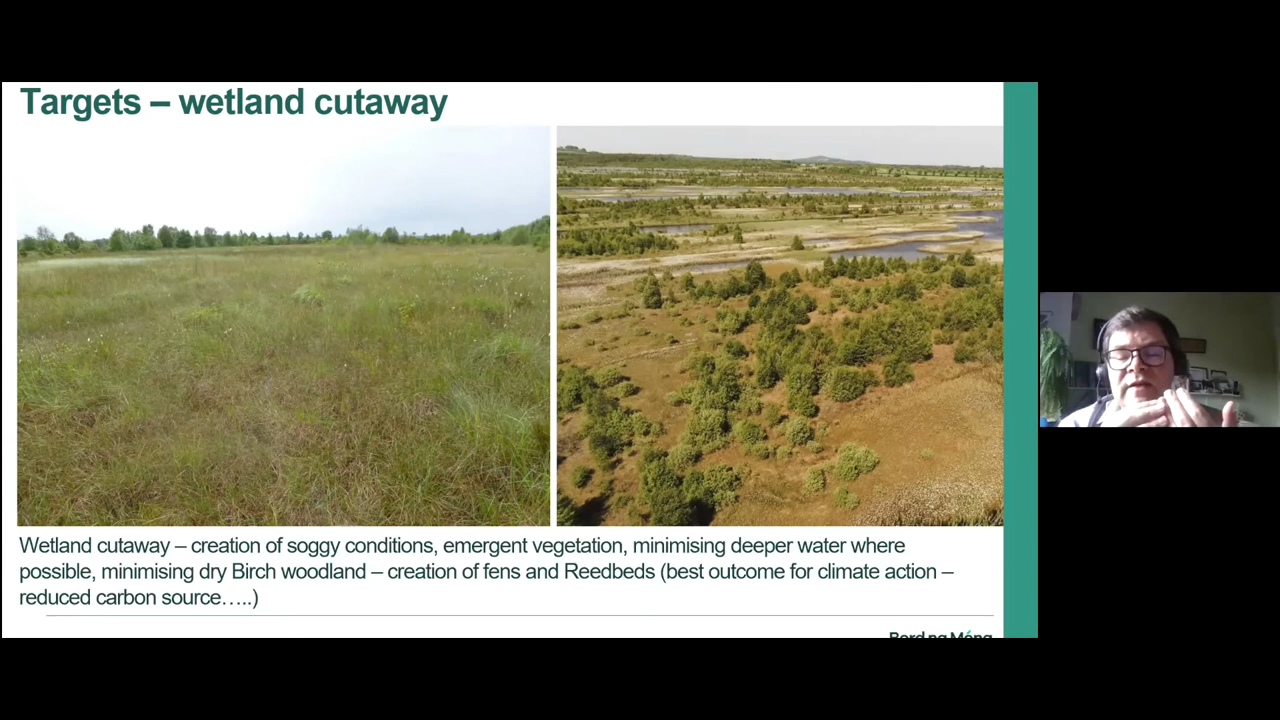 Targets – wetland cutaway
Wetland cutaway – creation of soggy conditions, emergent vegetation, minimising deeper water where
possible, minimising dry Birch woodland – creation of fens and Reedbeds (best outcome for climate action –
reduced carbon source…..)
Bord na Móna